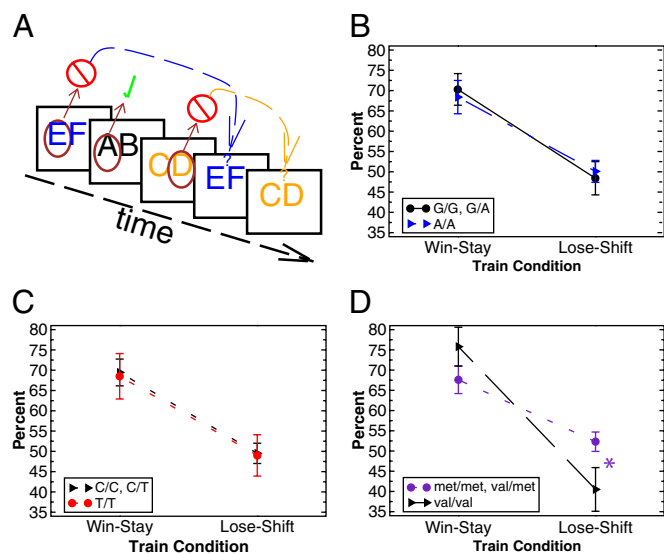 A
EF
AB
CD
?
EF
?
CD
time
B
Percent
80
75
70
65
60
55
50
45
40
35
G/G, G/A
A/A
Win-Stay
Lose-Shift
Train Condition
C
Percent
80
75
70
65
60
55
50
45
40
35
C/C, C/T
T/T
Win-Stay
Lose-Shift
Train Condition
D
Percent
80
75
70
65
60
55
50
45
40
35
*
met/met, val/met
val/val
Win-Stay
Lose-Shift
Train Condition